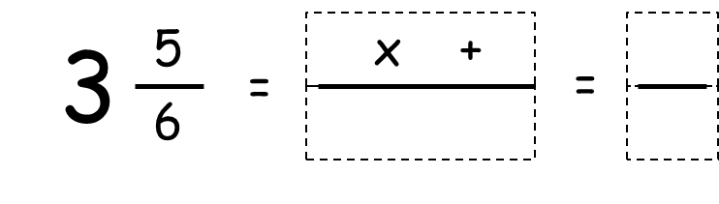 3 5/6 = x + =